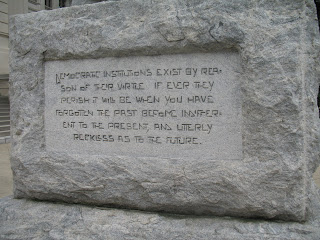 DEMOCRATIC INSTITUTIONS EXIST BY REA-
SON OF THEIR VIRTUE. IF EVER THEY
PERISH IT WILL BE WHEN YOU HAVE
FORGOTTEN THE PAST BECOME INDIFFER-
ENT TO THE PRESENT, AND UTTERLY
RECKLESS AS TO THE FUTURE.